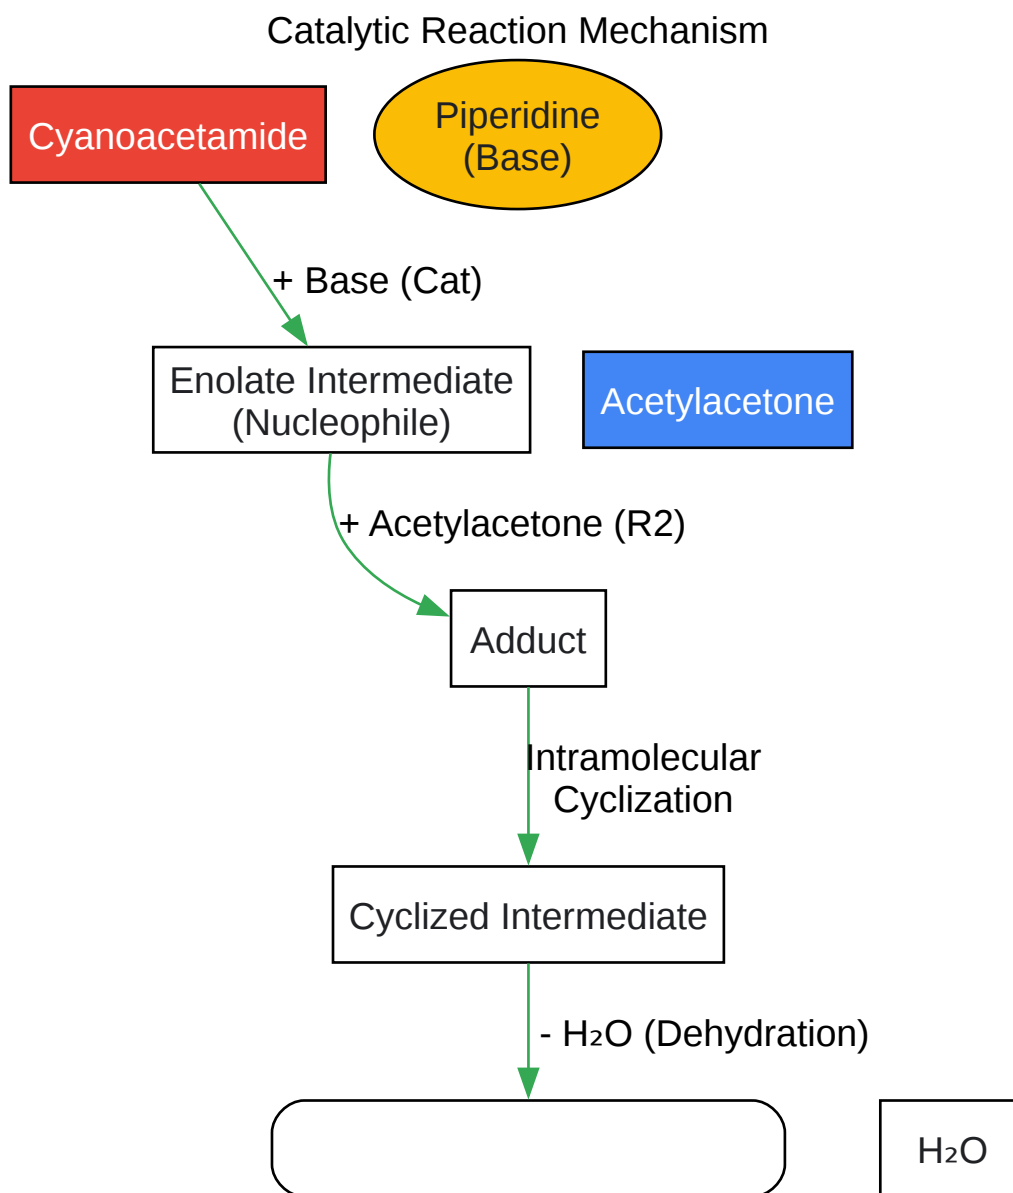 Catalytic Reaction Mechanism
Cyanoacetamide
Piperidine
(Base)
+ Base (Cat)
Enolate Intermediate
(Nucleophile)
Acetylacetone
+ Acetylacetone (R2)
Adduct
Intramolecular
Cyclization
Cyclized Intermediate
- H₂O (Dehydration)
H₂O